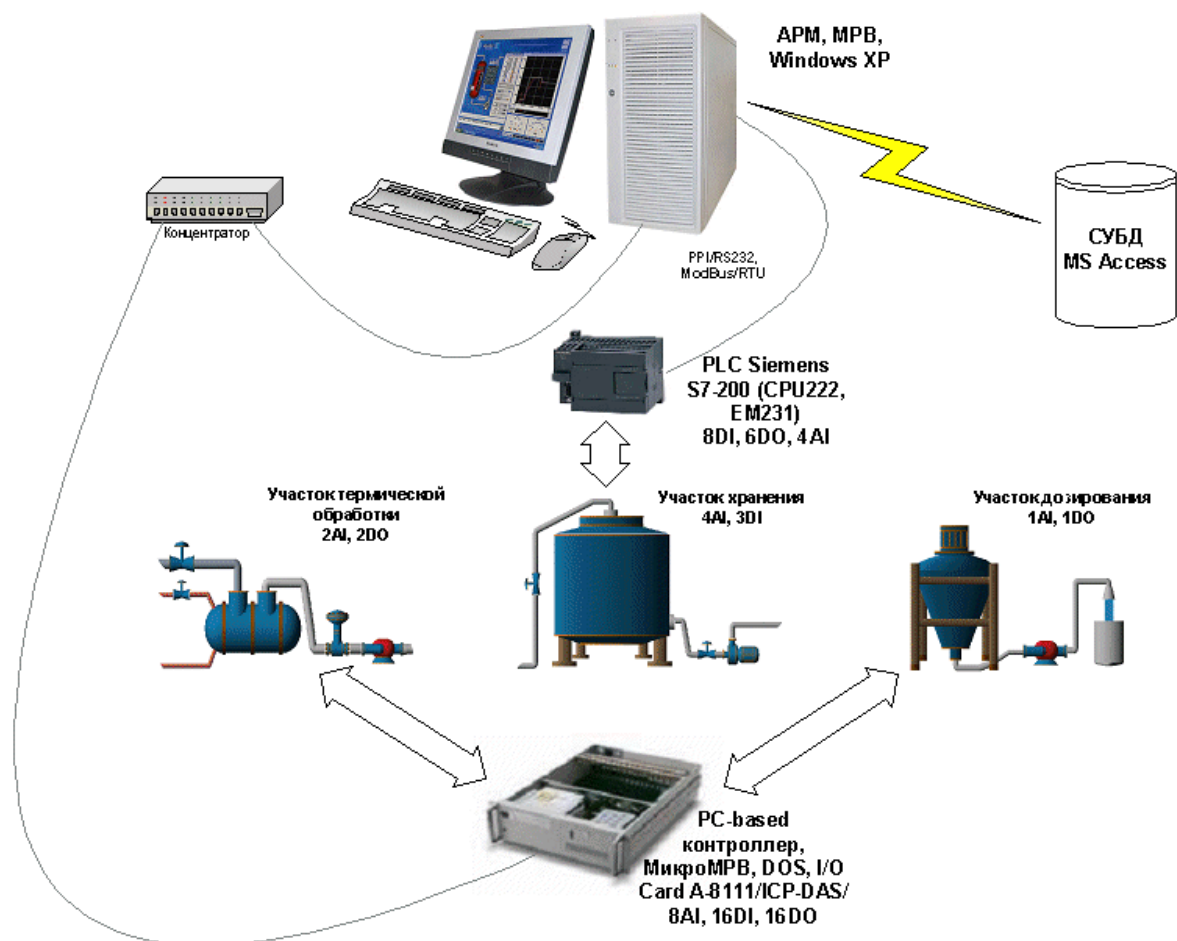 АРМ, МРВ,
Windows XP
Концентратор
СУБД
MS Access
PPI/RS232,
ModBus/RTU
PLC Siemens
S7-200 (CPU222,
EM231)
8DI, 6DO, 4AI
Участок термической
обработки
2AI, 2DO
Участок хранения
4AI, 3DI
Участок дозирования
1AI, 1DO
PC-based
контроллер,
МикроМРВ, DOS, I/O
Card A-8111/ICP-DAS/
8AI, 16DI, 16DO